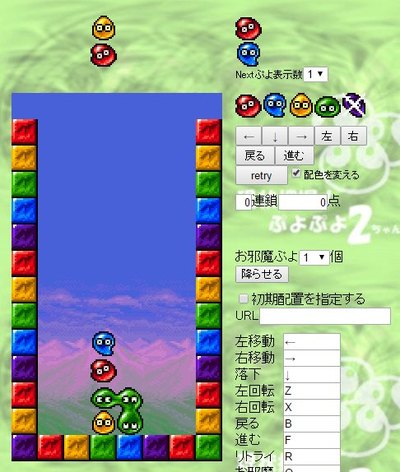 Nextぷよ表示数 1
← ↓ → 左 右
戻る 進む
retry 配色を変える
0 連鎖 0 点
ぷよぷよ2ちゃん
お邪魔ぷよ 1 個
降らせる
初期配置を指定する
URL
左移動 ←
右移動 →
落下 ↓
左回転 Z
右回転 X
戻る B
進む F
リトライ R
お邪魔